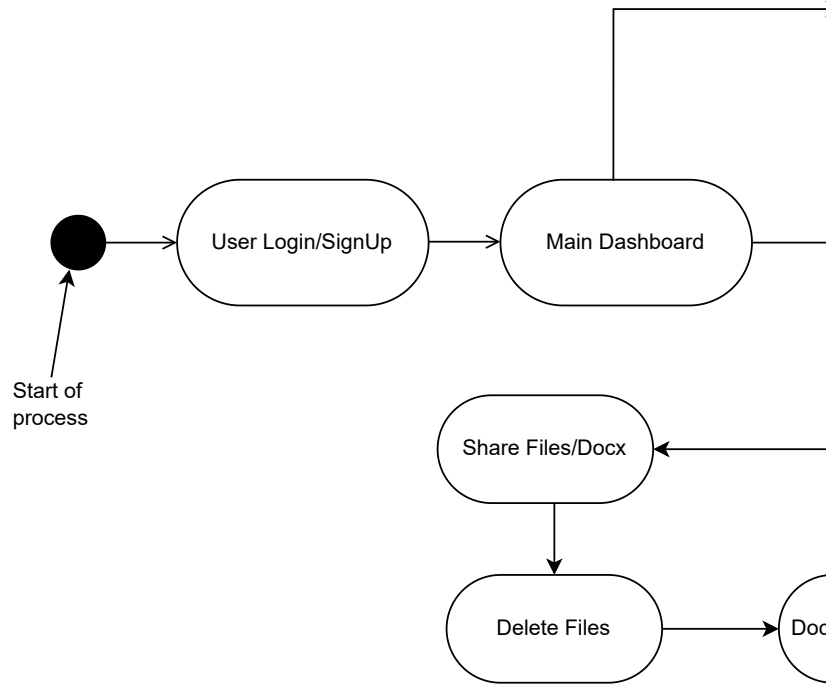 User Login/SignUp
Main Dashboard
Start of
process
Share Files/Docx
Delete Files